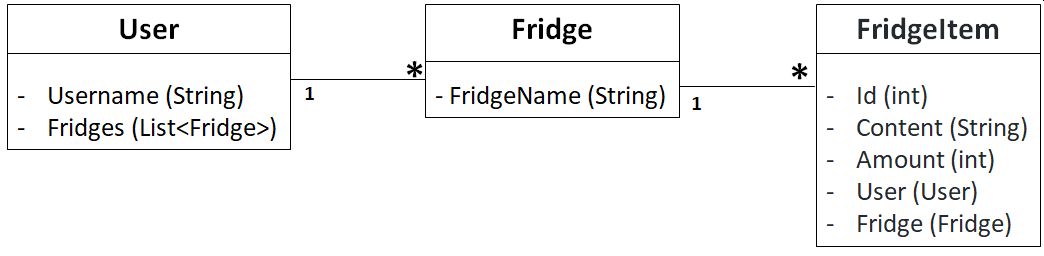 User
- Username (String)
- Fridges (List<Fridge>)
1
*
Fridge
- FridgeName (String)
1
*
FridgeItem
- Id (int)
- Content (String)
- Amount (int)
- User (User)
- Fridge (Fridge)